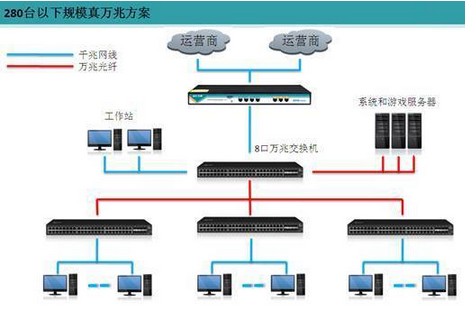 280台以下规模真万兆方案
运营商
运营商
千兆网线
万兆光纤
系统和游戏服务器
工作站
8口万兆交换机